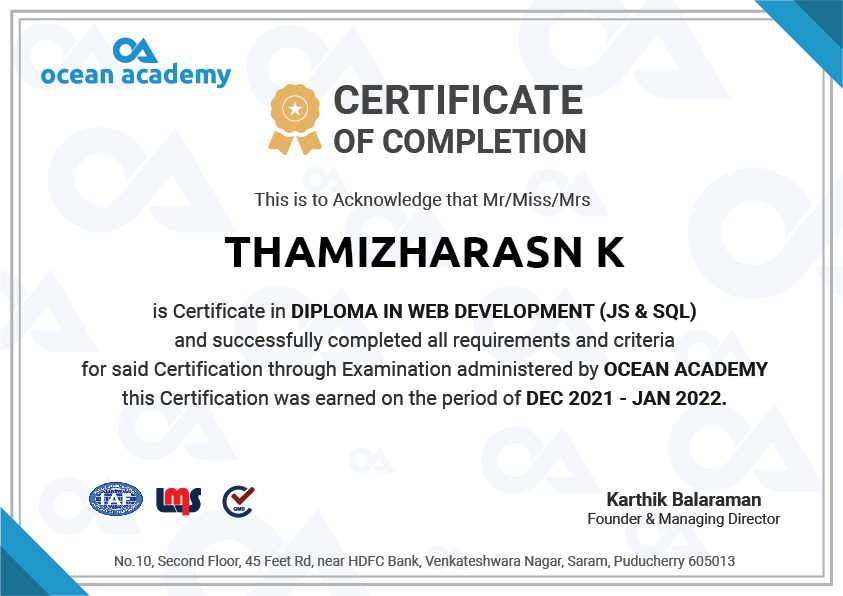 ocean academy
CERTIFICATE
OF COMPLETION
This is to Acknowledge that Mr/Miss/Mrs
THAMIZHARASN K
is Certificate in DIPLOMA IN WEB DEVELOPMENT (JS & SQL)
and successfully completed all requirements and criteria
for said Certification through Examination administered by OCEAN ACADEMY
this Certification was earned on the period of DEC 2021 - JAN 2022.
IAF LMS QMS
Karthik Balaraman
Founder & Managing Director
No.10, Second Floor, 45 Feet Rd, near HDFC Bank, Venkateshwara Nagar, Saram, Puducherry 605013